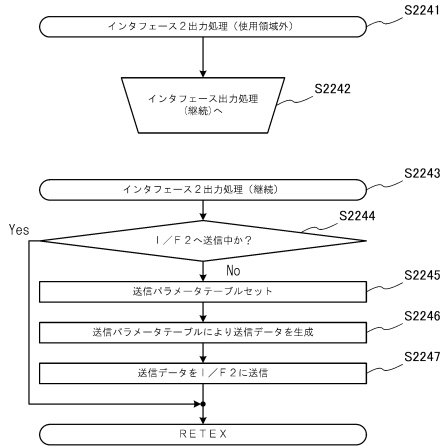 S2241
インタフェース２出力処理（使用領域外）
S2242
インタフェース出力処理
(継続)へ
S2243
インタフェース２出力処理（継続）
S2244
Yes
Ｉ／Ｆ２へ送信中か？
No
S2245
送信パラメータテーブルセット
S2246
送信パラメータテーブルにより送信データを生成
S2247
送信データをＩ／Ｆ２に送信
ＲＥＴＥＸ